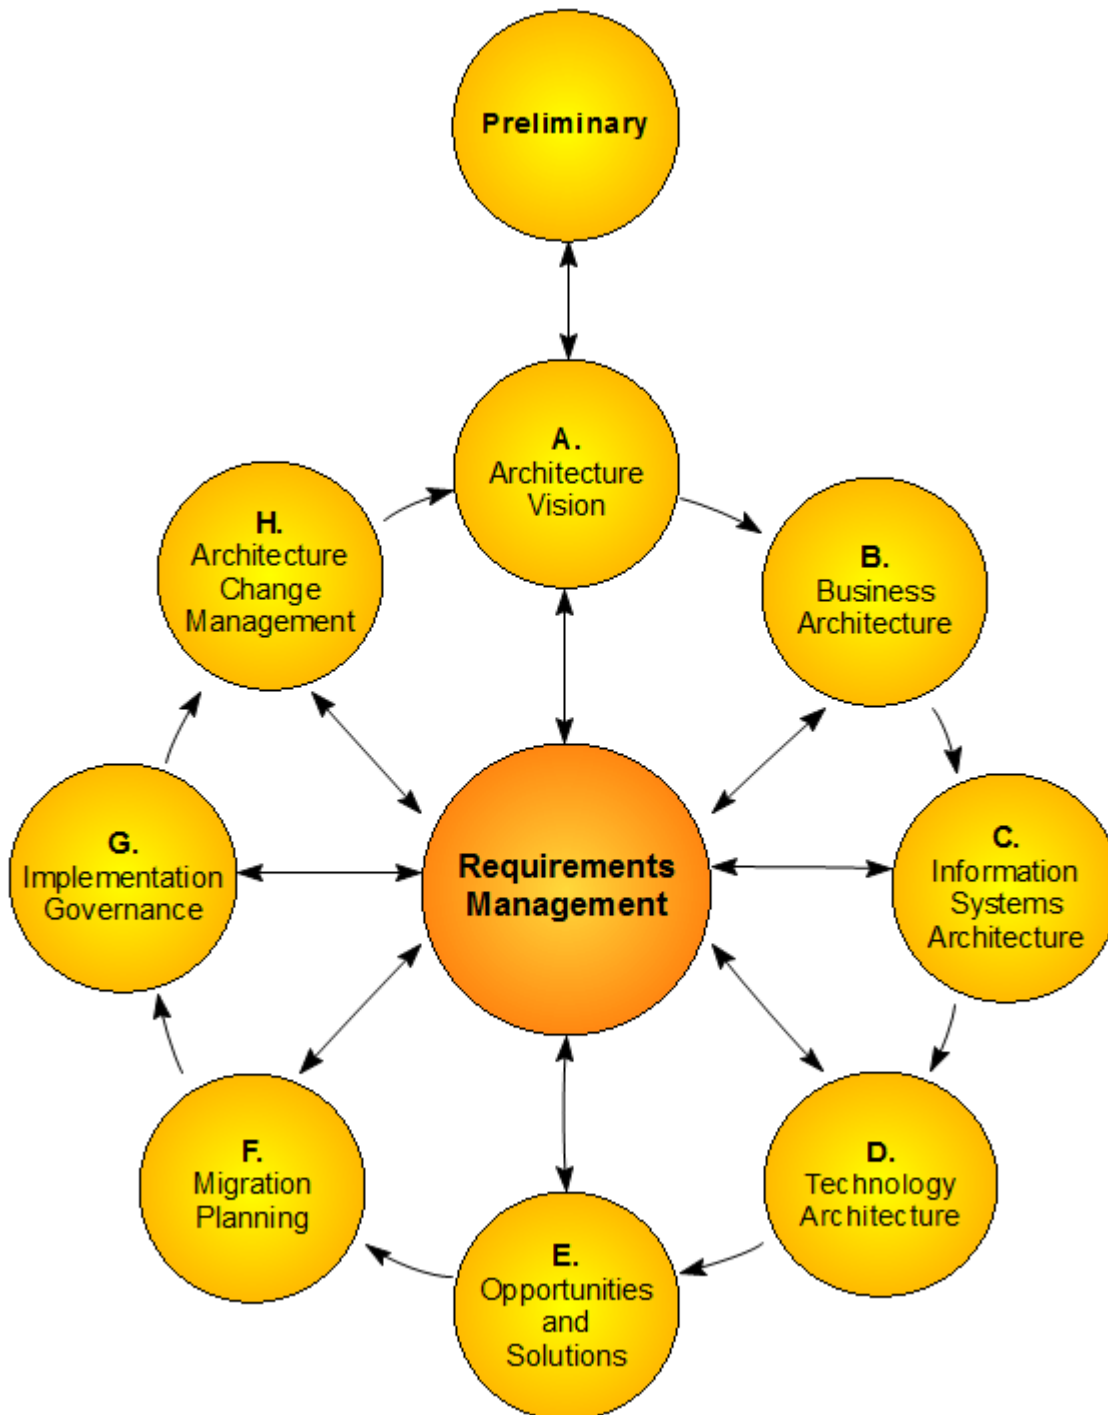 Preliminary
A.
Architecture
Vision
B.
Business
Architecture
C.
Information
Systems
Architecture
D.
Technology
Architecture
E.
Opportunities
and
Solutions
F.
Migration
Planning
G.
Implementation
Governance
H.
Architecture
Change
Management
Requirements
Management